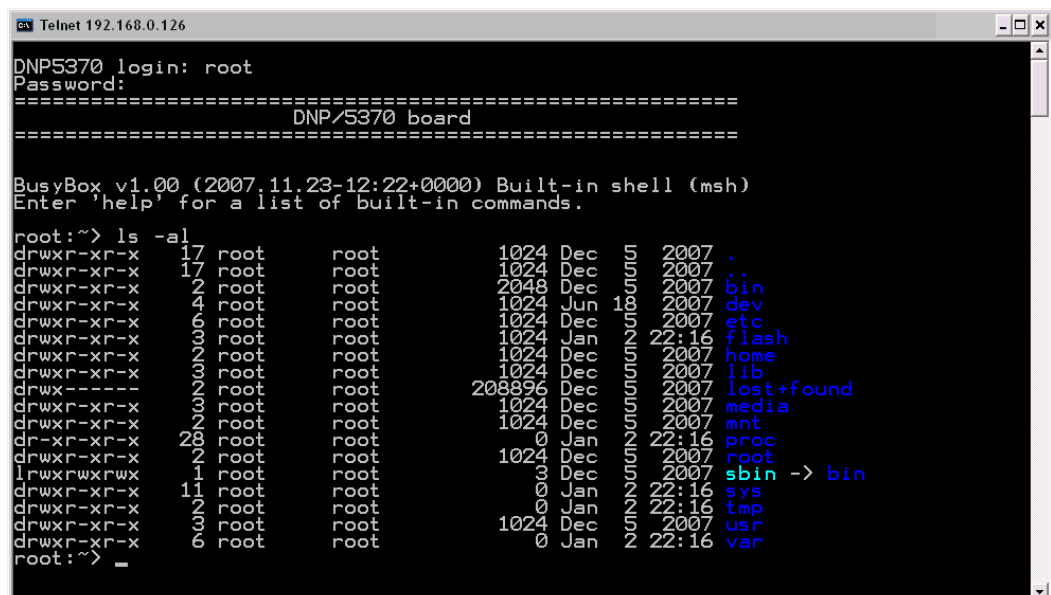 Telnet 192.168.0.126
DNP5370 login: root
Password:
=========================================================
DNP/5370 board
=========================================================
BusyBox v1.00 (2007.11.23-12:22+0000) Built-in shell (msh)
Enter 'help' for a list of built-in commands.
root:~> ls -al
drwxr-xr-x   17 root     root         1024 Dec  5  2007 .
drwxr-xr-x   17 root     root         1024 Dec  5  2007 ..
drwxr-xr-x    2 root     root         2048 Dec  5  2007 bin
drwxr-xr-x    4 root     root         1024 Jun 18  2007 dev
drwxr-xr-x    6 root     root         1024 Dec  5  2007 etc
drwxr-xr-x    3 root     root         1024 Jan  2 22:16 flash
drwxr-xr-x    2 root     root         1024 Dec  5  2007 home
drwxr-xr-x    3 root     root         1024 Dec  5  2007 lib
drwx------    2 root     root       208896 Dec  5  2007 lost+found
drwxr-xr-x    3 root     root         1024 Dec  5  2007 media
drwxr-xr-x    2 root     root         1024 Dec  5  2007 mnt
dr-xr-xr-x   28 root     root            0 Jan  2 22:16 proc
drwxr-xr-x    2 root     root         1024 Dec  5  2007 root
lrwxrwxrwx    1 root     root            3 Dec  5  2007 sbin -> bin
drwxr-xr-x   11 root     root            0 Jan  2 22:16 sys
drwxr-xr-x    2 root     root            0 Jan  2 22:16 tmp
drwxr-xr-x    3 root     root         1024 Dec  5  2007 usr
drwxr-xr-x    6 root     root            0 Jan  2 22:16 var
root:~> _